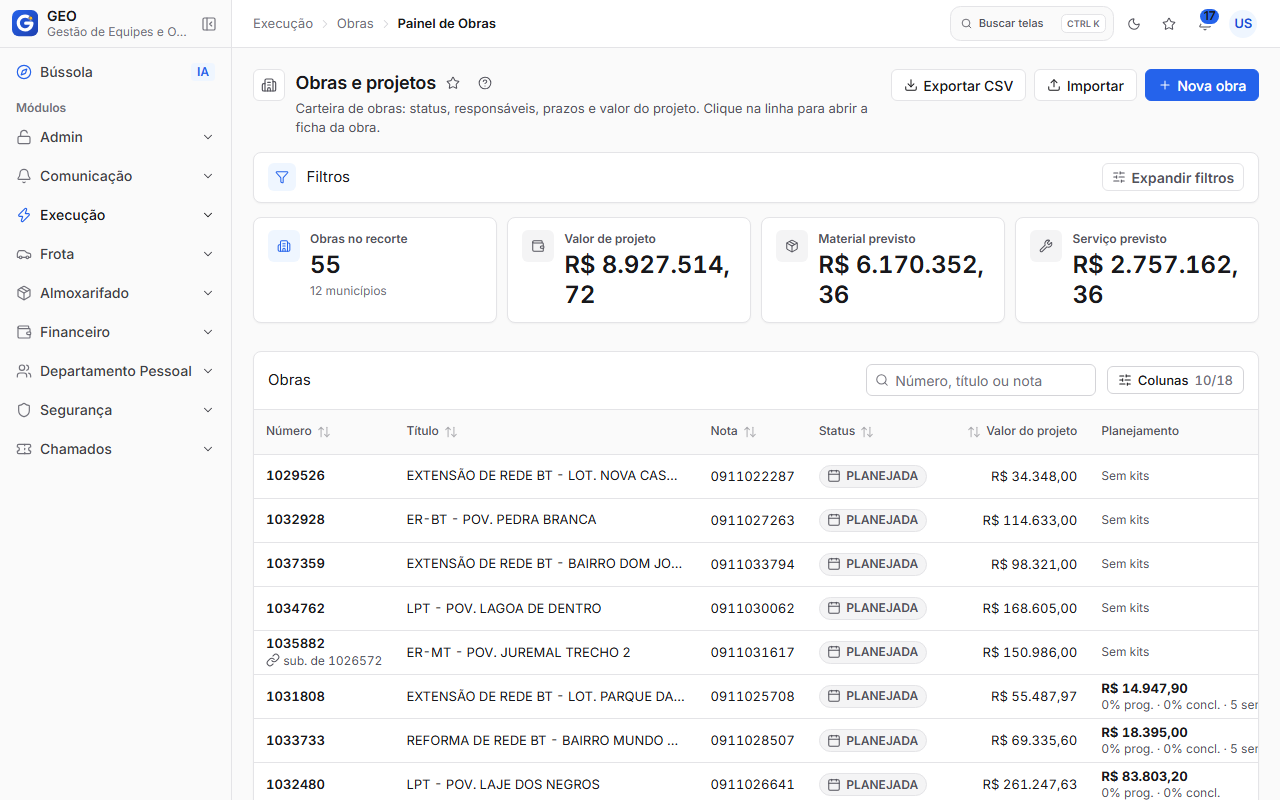 GEO
Gestão de Equipes e O...
Execução
Obras
Painel de Obras
Buscar telas
CTRL K
17
US
Bússola
IA
Módulos
Admin
Comunicação
Execução
Frota
Almoxarifado
Financeiro
Departamento Pessoal
Segurança
Chamados
Obras e projetos
Carteira de obras: status, responsáveis, prazos e valor do projeto. Clique na linha para abrir a
ficha da obra.
Exportar CSV
Importar
Nova obra
Filtros
Expandir filtros
Obras no recorte
55
12 municípios
Valor de projeto
R$ 8.927.514,
72
Material previsto
R$ 6.170.352,
36
Serviço previsto
R$ 2.757.162,
36
Obras
Número, título ou nota
Colunas 10/18
Número Título Nota Status Valor do projeto Planejamento
1029526 EXTENSÃO DE REDE BT - LOT. NOVA CAS... 0911022287 PLANEJADA R$ 34.348,00 Sem kits
1032928 ER-BT - POV. PEDRA BRANCA 0911027263 PLANEJADA R$ 114.633,00 Sem kits
1037359 EXTENSÃO DE REDE BT - BAIRRO DOM JO... 0911033794 PLANEJADA R$ 98.321,00 Sem kits
1034762 LPT - POV. LAGOA DE DENTRO 0911030062 PLANEJADA R$ 168.605,00 Sem kits
1035882
sub. de 1026572
ER-MT - POV. JUREMAL TRECHO 2 0911031617 PLANEJADA R$ 150.986,00 Sem kits
1031808 EXTENSÃO DE REDE BT - LOT. PARQUE DA... 0911025708 PLANEJADA R$ 55.487,97 R$ 14.947,90
0% prog. · 0% concl. · 5 ser
1033733 REFORMA DE REDE BT - BAIRRO MUNDO ... 0911028507 PLANEJADA R$ 69.335,60 R$ 18.395,00
0% prog. · 0% concl. · 5 ser
1032480 LPT - POV. LAJE DOS NEGROS 0911026641 PLANEJADA R$ 261.247,63 R$ 83.803,20
0% prog. · 0% concl.